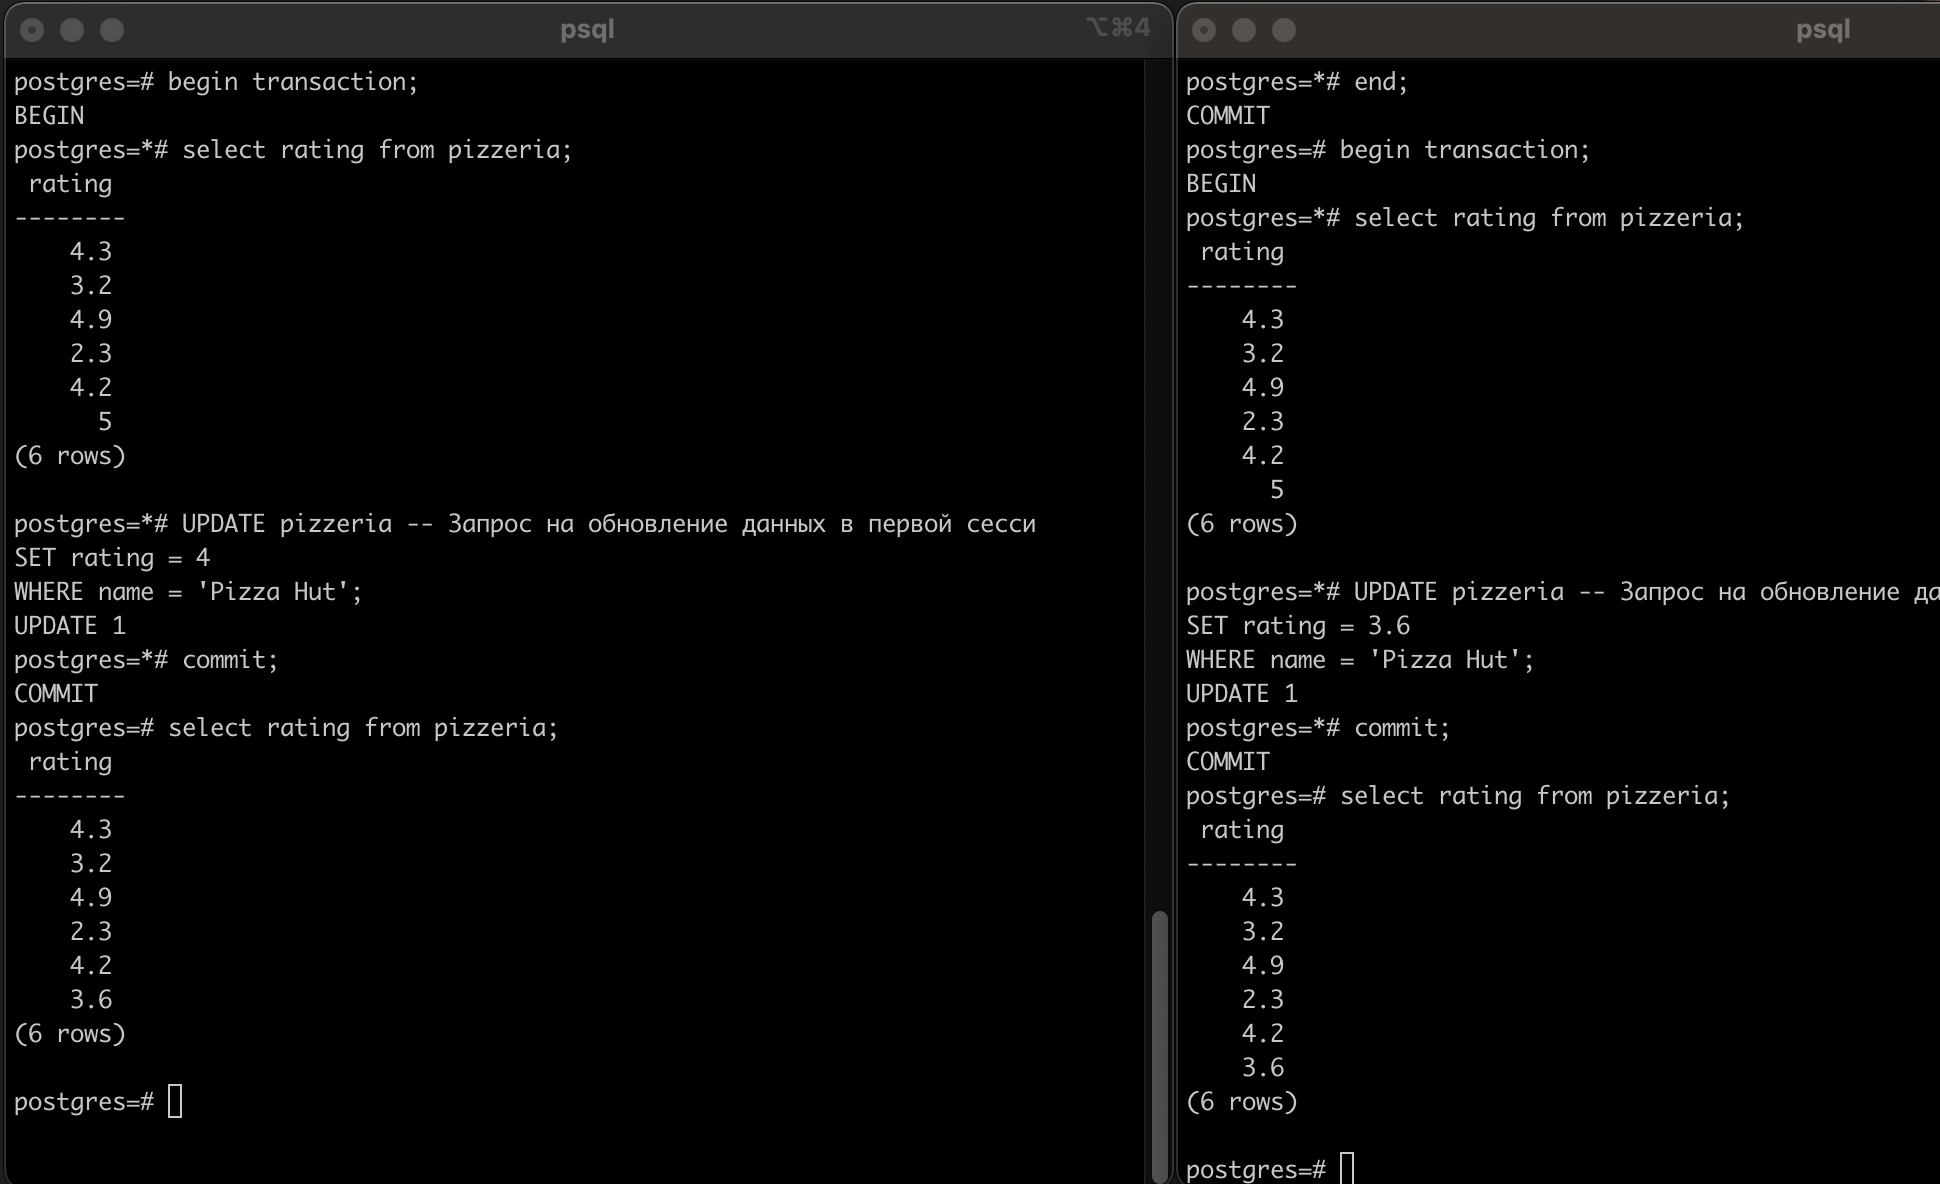 psql
⌥⌘4
postgres=# begin transaction;
BEGIN
postgres=*# select rating from pizzeria;
 rating
--------
    4.3
    3.2
    4.9
    2.3
    4.2
      5
(6 rows)

postgres=*# UPDATE pizzeria -- Запрос на обновление данных в первой сесси
SET rating = 4
WHERE name = 'Pizza Hut';
UPDATE 1
postgres=*# commit;
COMMIT
postgres=# select rating from pizzeria;
 rating
--------
    4.3
    3.2
    4.9
    2.3
    4.2
    3.6
(6 rows)

postgres=#
psql
postgres=*# end;
COMMIT
postgres=# begin transaction;
BEGIN
postgres=*# select rating from pizzeria;
 rating
--------
    4.3
    3.2
    4.9
    2.3
    4.2
      5
(6 rows)

postgres=*# UPDATE pizzeria -- Запрос на обновление да
SET rating = 3.6
WHERE name = 'Pizza Hut';
UPDATE 1
postgres=*# commit;
COMMIT
postgres=# select rating from pizzeria;
 rating
--------
    4.3
    3.2
    4.9
    2.3
    4.2
    3.6
(6 rows)

postgres=#